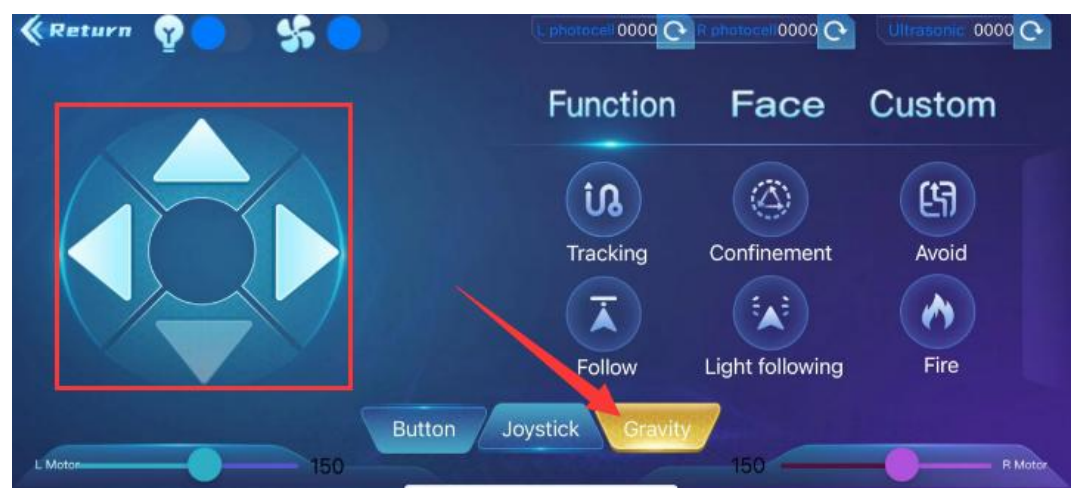 Return
L photocell 0000
R photocell 0000
Ultrasonic 0000
Function Face Custom
Tracking Confinement Avoid
Follow Light following Fire
Button Joystick Gravity
L Motor 150
150 R Motor